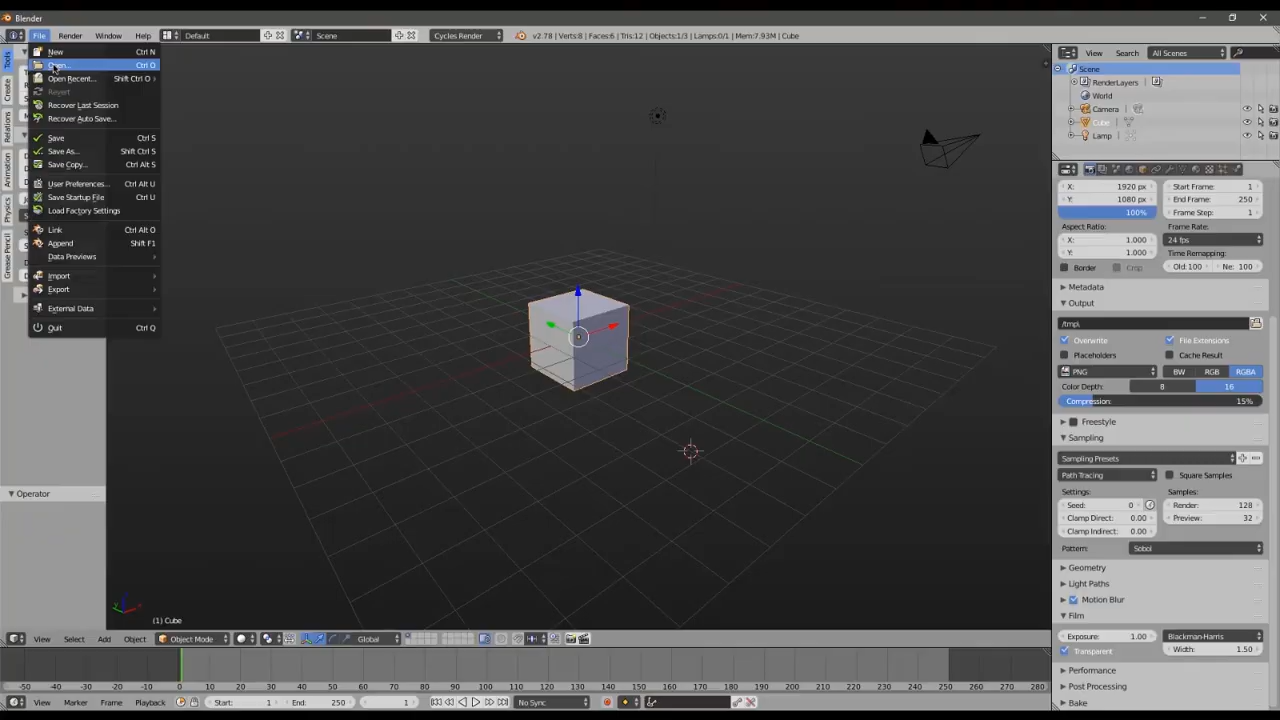 Blender
File Render Window Help Default Scene Cycles Render v2.78 | Verts:8 | Faces:6 | Tris:12 | Objects:1/3 | Lamps:0/1 | Mem:7.93M | Cube
New Ctrl N
Open... Ctrl O
Open Recent... Shift Ctrl O
Revert
Recover Last Session
Recover Auto Save...
Save Ctrl S
Save As... Shift Ctrl S
Save Copy... Ctrl Alt S
User Preferences... Ctrl Alt U
Save Startup File Ctrl U
Load Factory Settings
Link Ctrl Alt O
Append Shift F1
Data Previews
Import
Export
External Data
Quit Ctrl Q
Tools
Create
Relations
Animation
Physics
Grease Pencil
Operator
(1) Cube
View Select Add Object Object Mode Global
-50 -40 -30 -20 -10 0 10 20 30 40 50 60 70 80 90 100 110 120 130 140 150 160 170 180 190 200 210 220 230 240 250 260 270 280
View Marker Frame Playback Start: 1 End: 250 1 No Sync
View Search All Scenes
Scene
RenderLayers
World
Camera
Cube
Lamp
X: 1920 px Start Frame: 1
Y: 1080 px End Frame: 250
100% Frame Step: 1
Aspect Ratio: Frame Rate:
X: 1.000 24 fps
Y: 1.000 Time Remapping:
Border Crop Old: 100 Ne: 100
Metadata
Output
/tmp\
Overwrite File Extensions
Placeholders Cache Result
PNG BW RGB RGBA
Color Depth: 8 16
Compression: 15%
Freestyle
Sampling
Sampling Presets
Path Tracing Square Samples
Settings: Samples:
Seed: 0 Render: 128
Clamp Direct: 0.00 Preview: 32
Clamp Indirect: 0.00
Pattern: Sobol
Geometry
Light Paths
Motion Blur
Film
Exposure: 1.00 Blackman-Harris
Transparent Width: 1.50
Performance
Post Processing
Bake